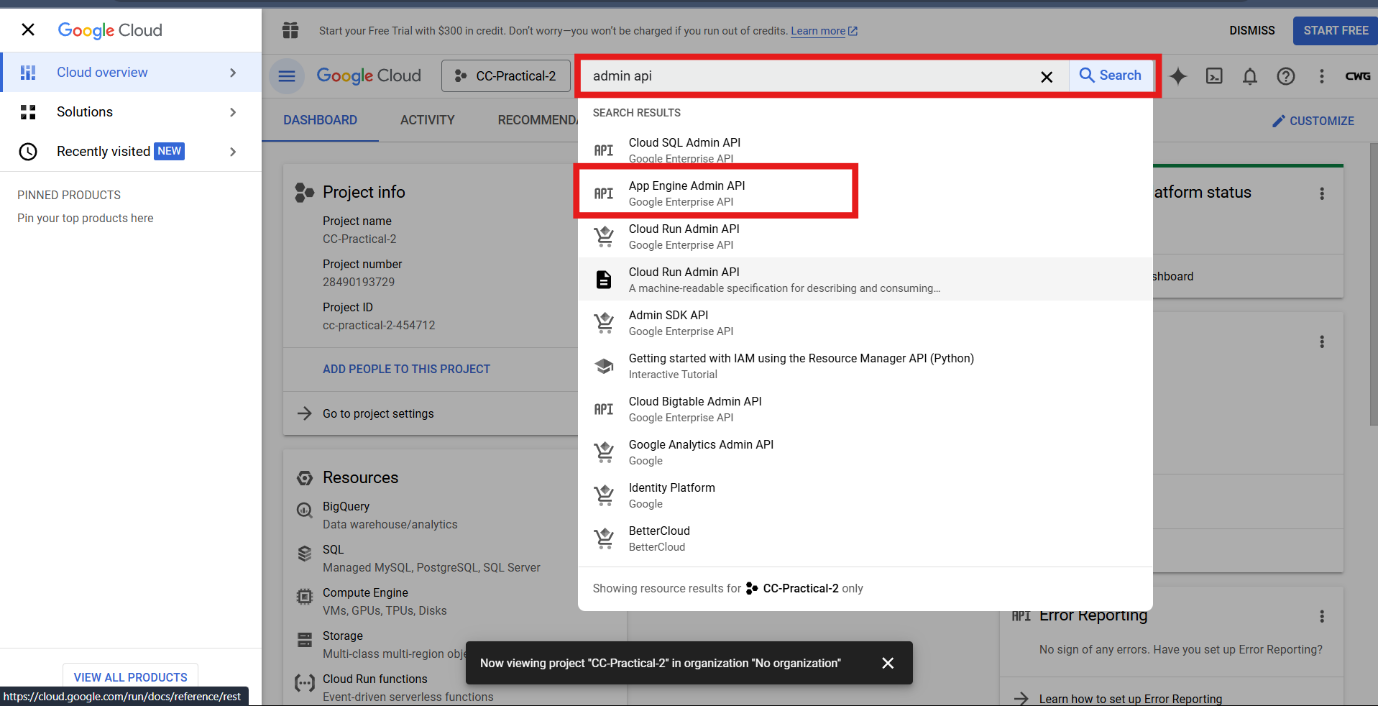 Google Cloud
Cloud overview
Solutions
Recently visited NEW
PINNED PRODUCTS
Pin your top products here
VIEW ALL PRODUCTS
https://cloud.google.com/run/docs/reference/rest
Start your Free Trial with $300 in credit. Don't worry—you won't be charged if you run out of credits. Learn more
DISMISS
START FREE
Google Cloud
CC-Practical-2
admin api
Search
CWG
DASHBOARD
ACTIVITY
RECOMMENDA
CUSTOMIZE
Project info
Project name
CC-Practical-2
Project number
28490193729
Project ID
cc-practical-2-454712
ADD PEOPLE TO THIS PROJECT
Go to project settings
Resources
BigQuery
Data warehouse/analytics
SQL
Managed MySQL, PostgreSQL, SQL Server
Compute Engine
VMs, GPUs, TPUs, Disks
Storage
Multi-class multi-region obje
Cloud Run functions
Event-driven serverless functions
SEARCH RESULTS
API
Cloud SQL Admin API
Google Enterprise API
API
App Engine Admin API
Google Enterprise API
Cloud Run Admin API
Google Enterprise API
Cloud Run Admin API
A machine-readable specification for describing and consuming...
Admin SDK API
Google Enterprise API
Getting started with IAM using the Resource Manager API (Python)
Interactive Tutorial
API
Cloud Bigtable Admin API
Google Enterprise API
Google Analytics Admin API
Google
Identity Platform
Google
BetterCloud
BetterCloud
Showing resource results for CC-Practical-2 only
atform status
shboard
API Error Reporting
No sign of any errors. Have you set up Error Reporting?
Learn how to set up Error Reporting
Now viewing project "CC-Practical-2" in organization "No organization"